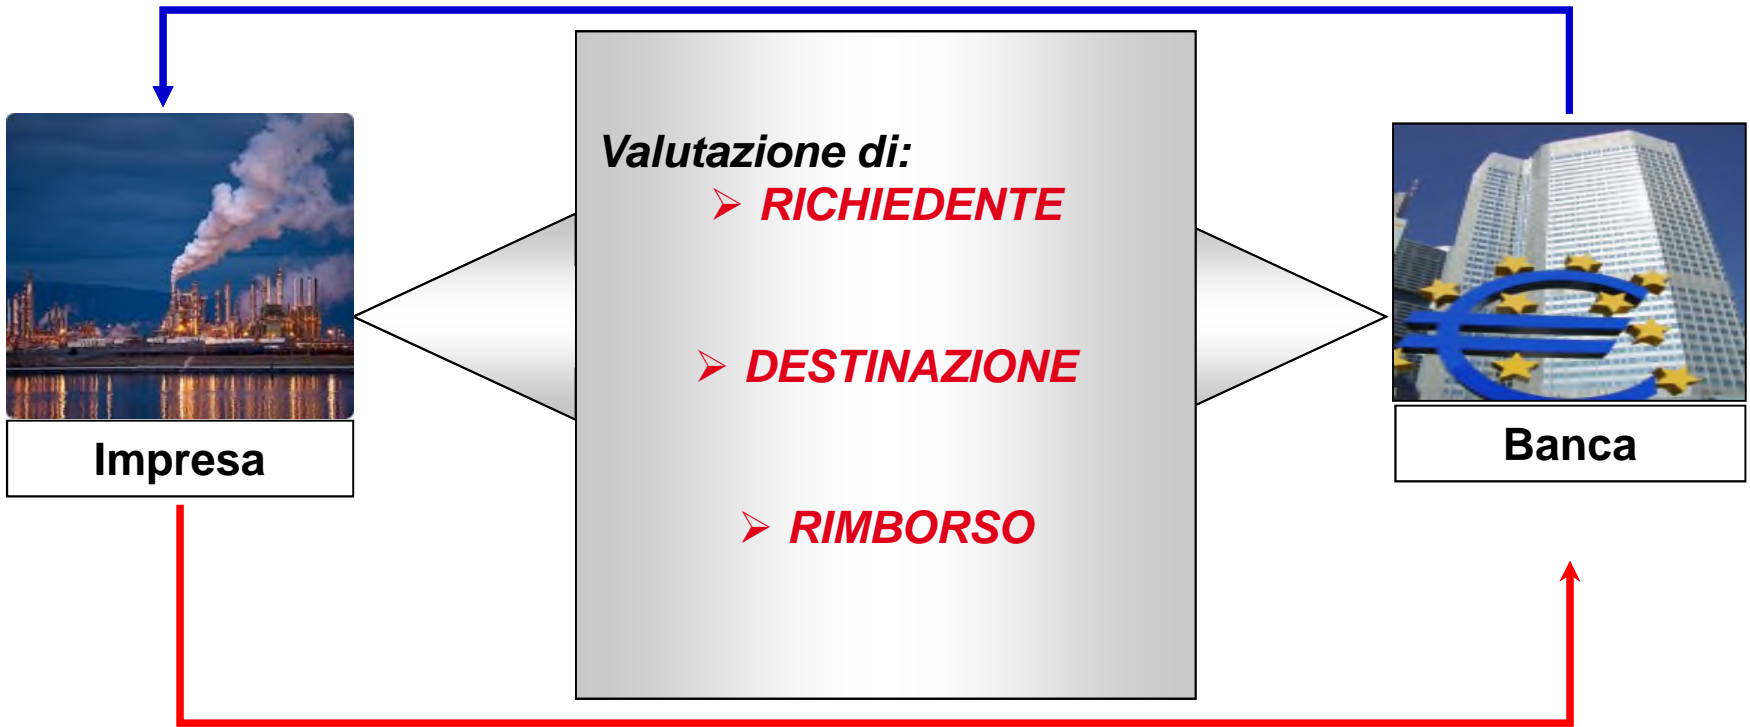 Valutazione di:
➢ RICHIEDENTE
➢ DESTINAZIONE
➢ RIMBORSO
Impresa
Banca